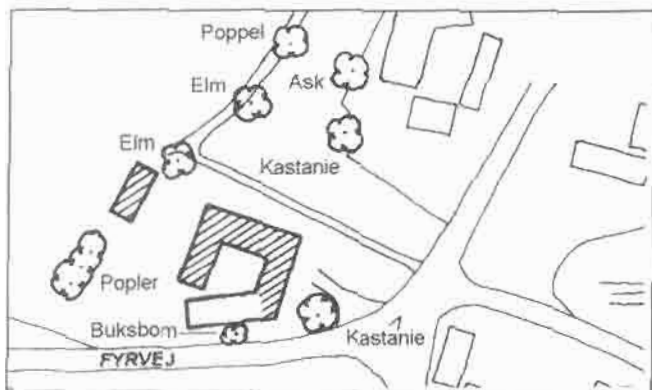 Poppel
Elm
Ask
Elm
Kastanie
Popler
Buksbom
Kastanie
FYRVEJ